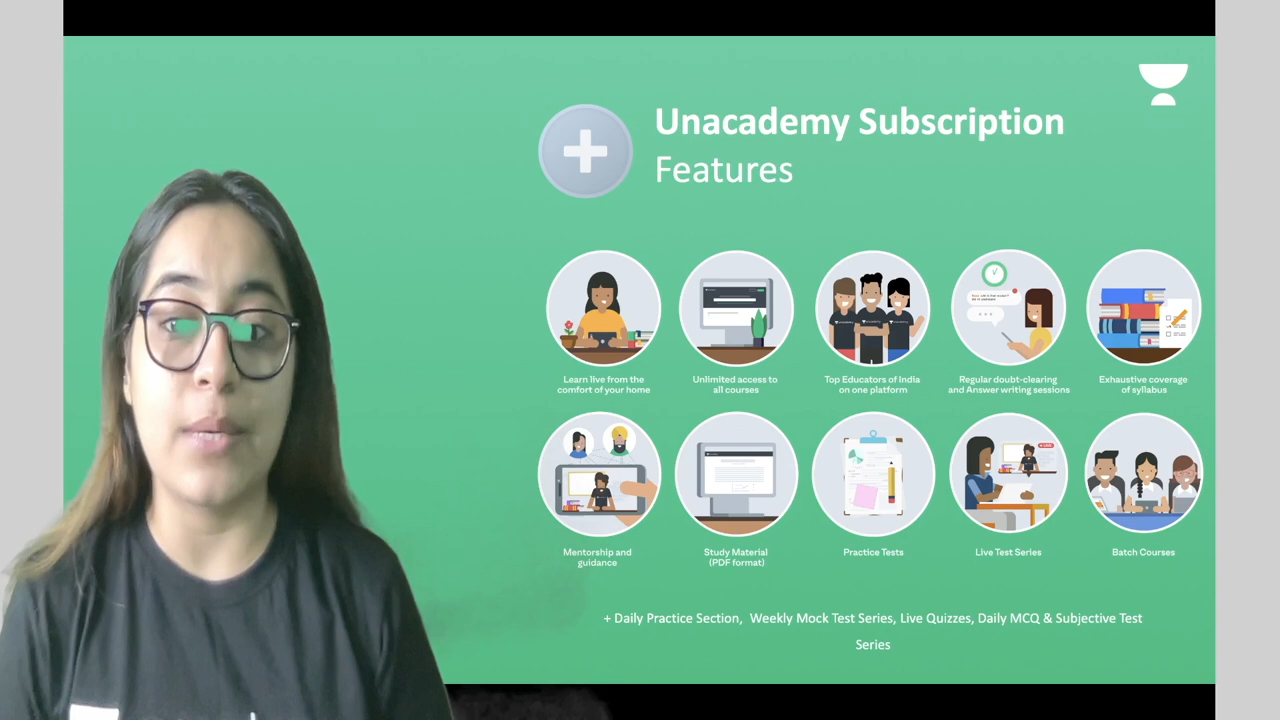 Unacademy Subscription
Features
Learn live from the
comfort of your home
Unlimited access to
all courses
Top Educators of India
on one platform
Regular doubt-clearing
and Answer writing sessions
Exhaustive coverage
of syllabus
Mentorship and
guidance
Study Material
(PDF format)
Practice Tests
Live Test Series
Batch Courses
+ Daily Practice Section, Weekly Mock Test Series, Live Quizzes, Daily MCQ & Subjective Test
Series